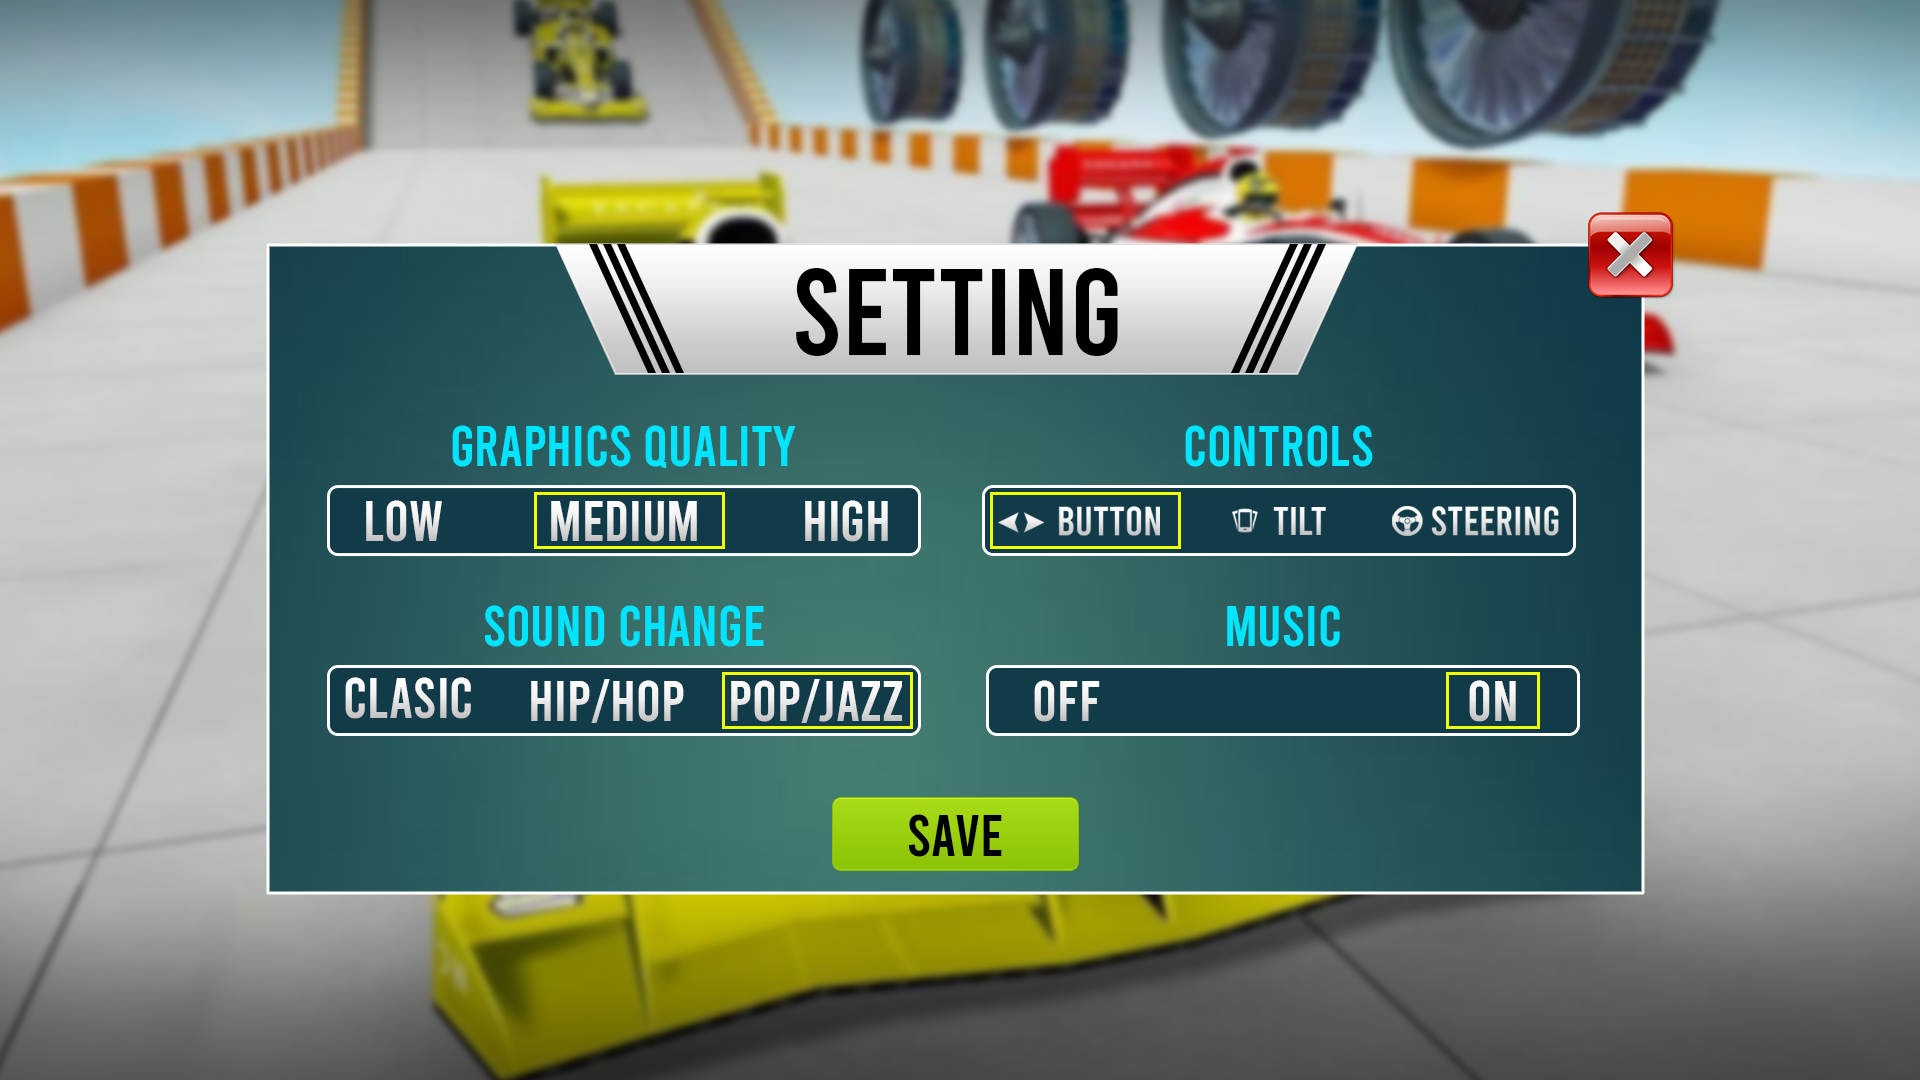 SETTING
GRAPHICS QUALITY
LOW MEDIUM HIGH
CONTROLS
BUTTON TILT STEERING
SOUND CHANGE
CLASIC HIP/HOP POP/JAZZ
MUSIC
OFF ON
SAVE